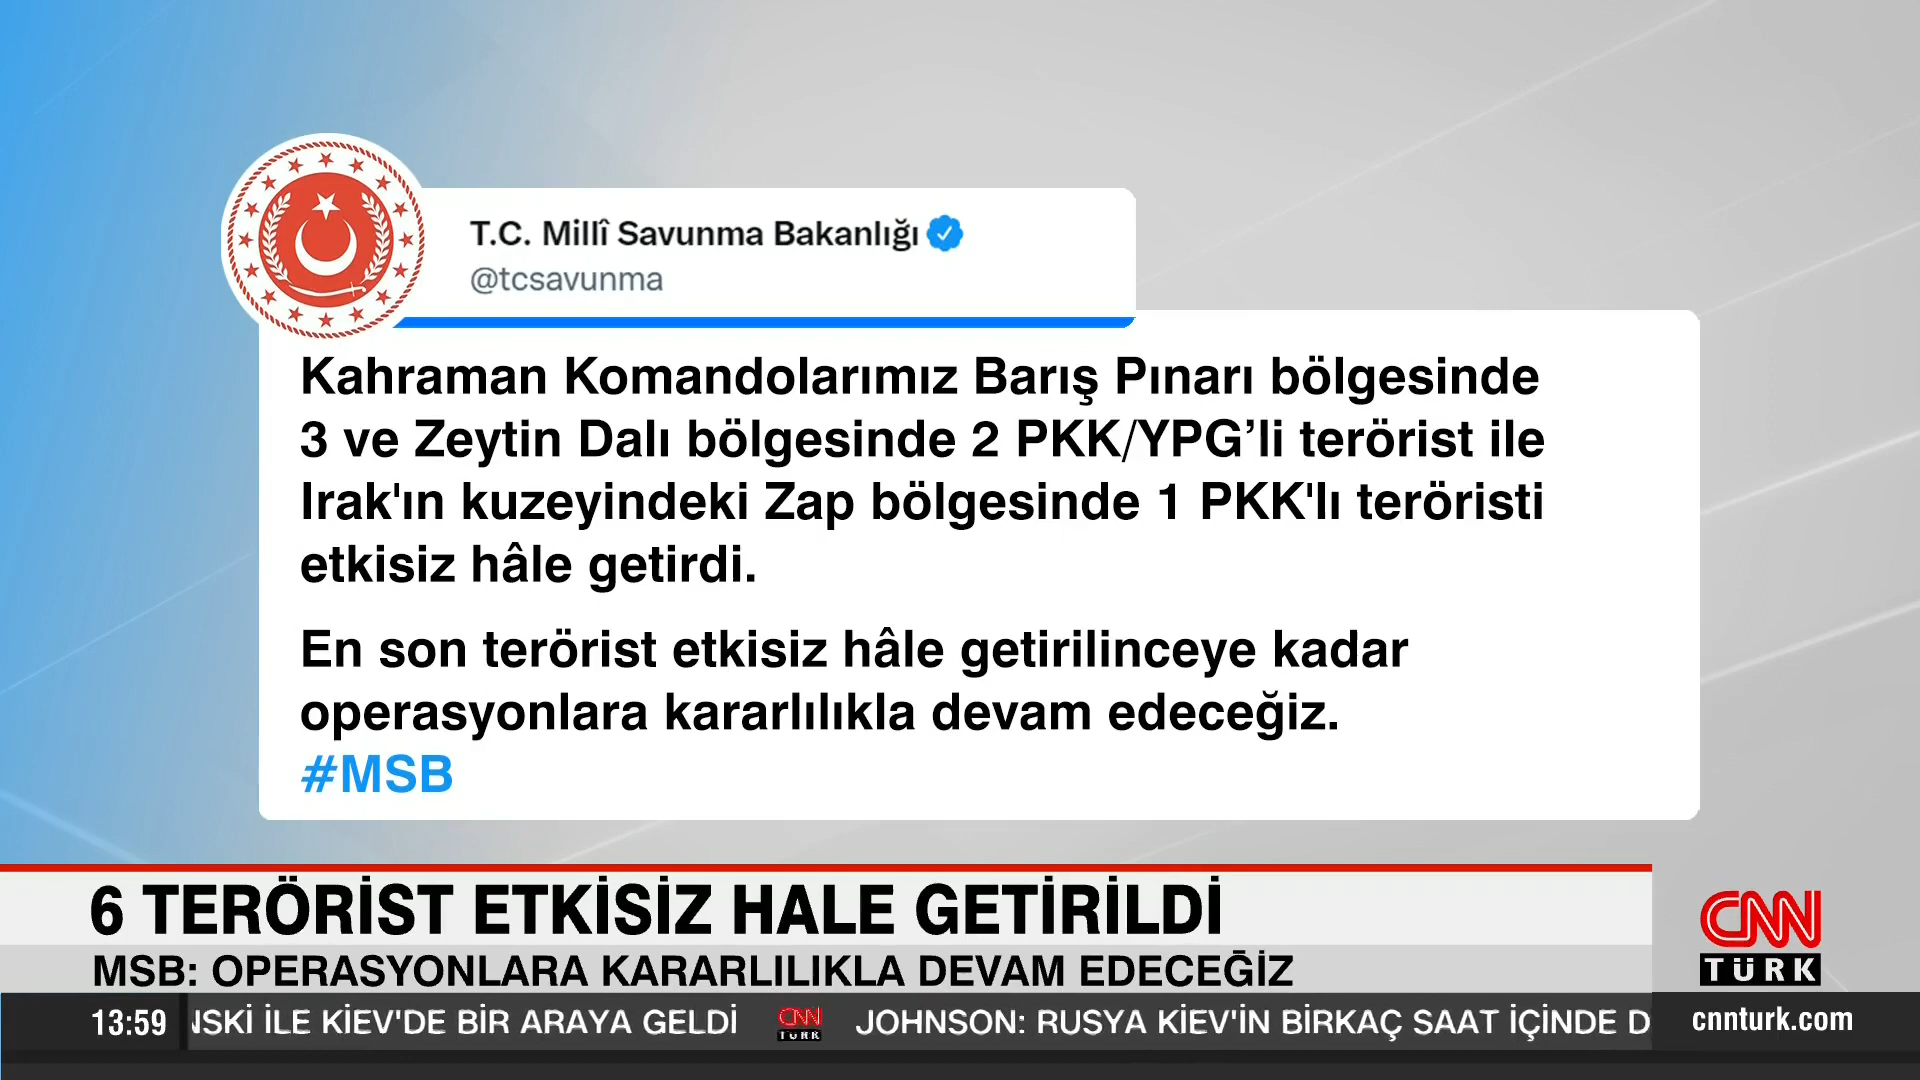 T.C. Millî Savunma Bakanlığı
@tcsavunma
Kahraman Komandolarımız Barış Pınarı bölgesinde
3 ve Zeytin Dalı bölgesinde 2 PKK/YPG’li terörist ile
Irak'ın kuzeyindeki Zap bölgesinde 1 PKK'lı teröristi
etkisiz hâle getirdi.
En son terörist etkisiz hâle getirilinceye kadar
operasyonlara kararlılıkla devam edeceğiz.
#MSB
6 TERÖRİST ETKİSİZ HALE GETİRİLDİ
MSB: OPERASYONLARA KARARLILIKLA DEVAM EDECEĞİZ
CNN
TÜRK
13:59 NSKİ İLE KİEV'DE BİR ARAYA GELDİ CNN TÜRK JOHNSON: RUSYA KİEV'İN BİRKAÇ SAAT İÇİNDE D
cnnturk.com